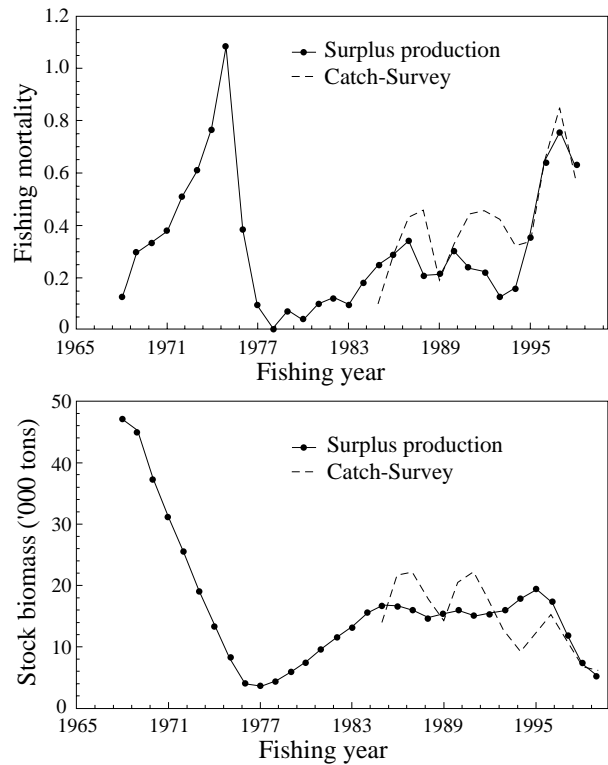 1.2
1.0
0.8
0.6
0.4
0.2
0
Fishing mortality
Surplus production
Catch-Survey
1965 1971 1977 1983 1989 1995
Fishing year
50
40
30
20
10
0
Stock biomass ('000 tons)
Surplus production
Catch-Survey
1965 1971 1977 1983 1989 1995
Fishing year